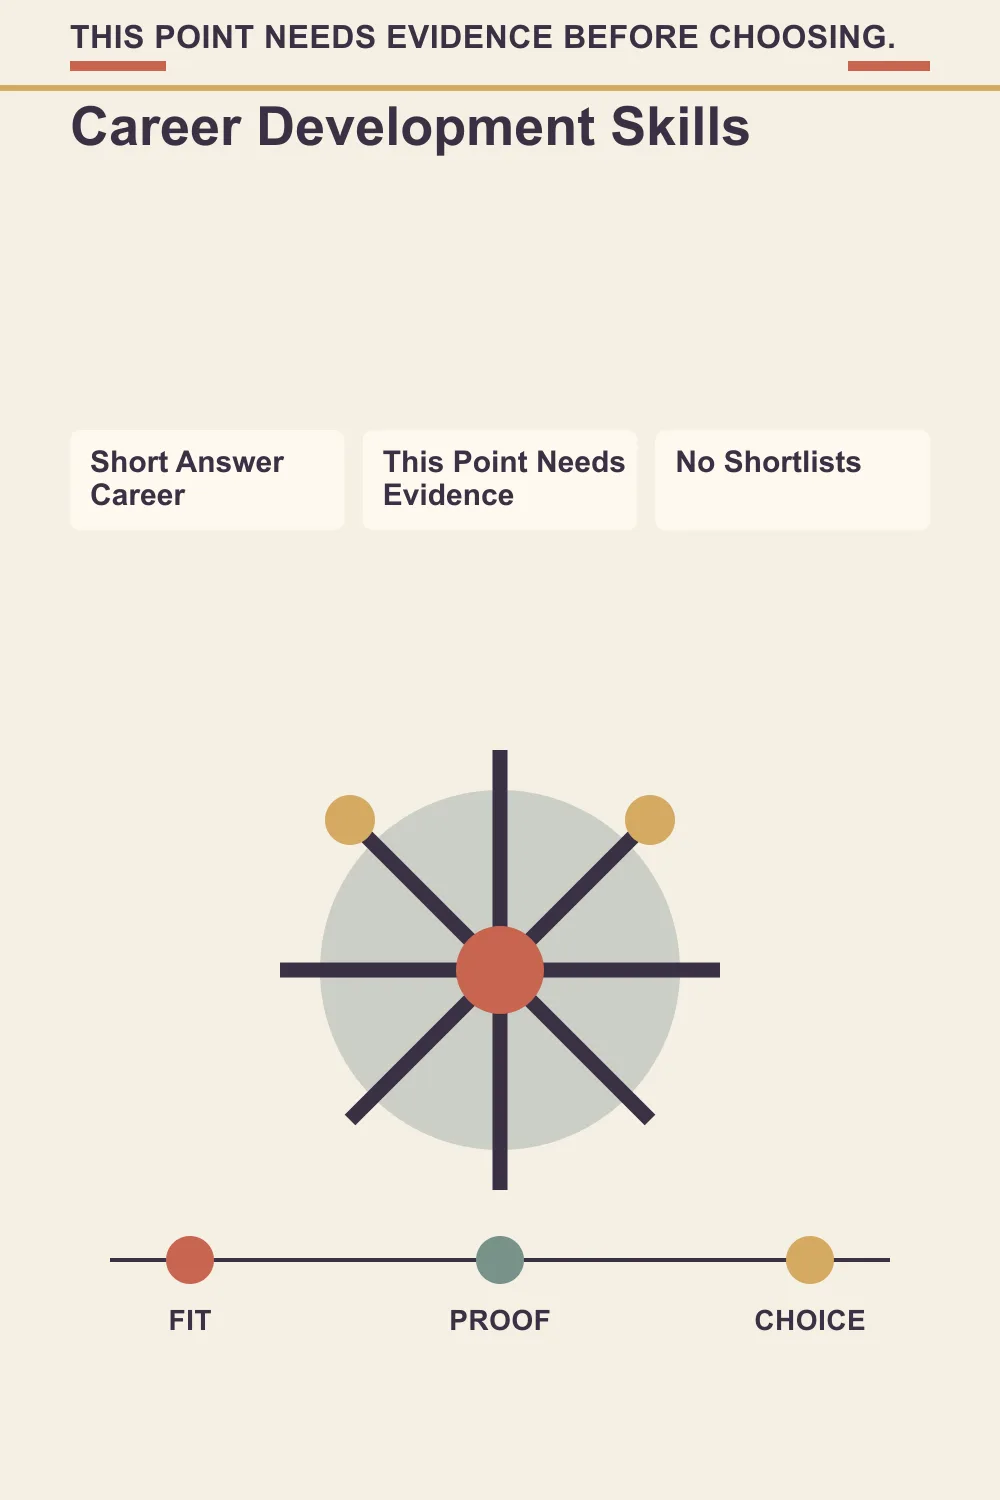 THIS POINT NEEDS EVIDENCE BEFORE CHOOSING.
Career Development Skills
Short Answer
Career
This Point Needs
Evidence
No Shortlists
FIT
PROOF
CHOICE